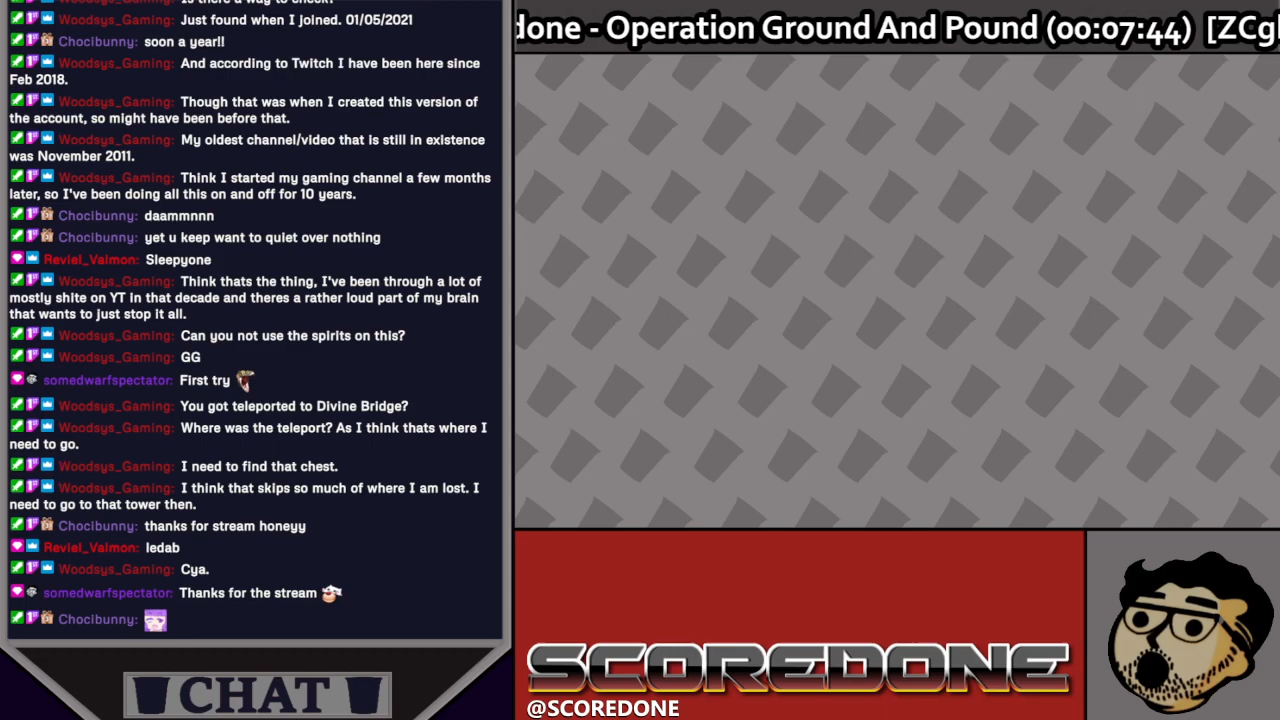 Woodsys_Gaming: Is there a way to check?
Woodsys_Gaming: Just found when I joined. 01/05/2021
Chocibunny: soon a year!!
Woodsys_Gaming: And according to Twitch I have been here since
Feb 2018.
Woodsys_Gaming: Though that was when I created this version of
the account, so might have been before that.
Woodsys_Gaming: My oldest channel/video that is still in existence
was November 2011.
Woodsys_Gaming: Think I started my gaming channel a few months
later, so I've been doing all this on and off for 10 years.
Chocibunny: daammnnn
Chocibunny: yet u keep want to quiet over nothing
Reviel_Valmon: Sleepyone
Woodsys_Gaming: Think thats the thing, I've been through a lot of
mostly shite on YT in that decade and theres a rather loud part of my brain
that wants to just stop it all.
Woodsys_Gaming: Can you not use the spirits on this?
Woodsys_Gaming: GG
somedwarfspectator: First try
Woodsys_Gaming: You got teleported to Divine Bridge?
Woodsys_Gaming: Where was the teleport? As I think thats where I
need to go.
Woodsys_Gaming: I need to find that chest.
Woodsys_Gaming: I think that skips so much of where I am lost. I
need to go to that tower then.
Chocibunny: thanks for stream honeyy
Reviel_Valmon: ledab
Woodsys_Gaming: Cya.
somedwarfspectator: Thanks for the stream
Chocibunny:
CHAT
done - Operation Ground And Pound (00:07:44) [ZCg
SCOREDONE
@SCOREDONE